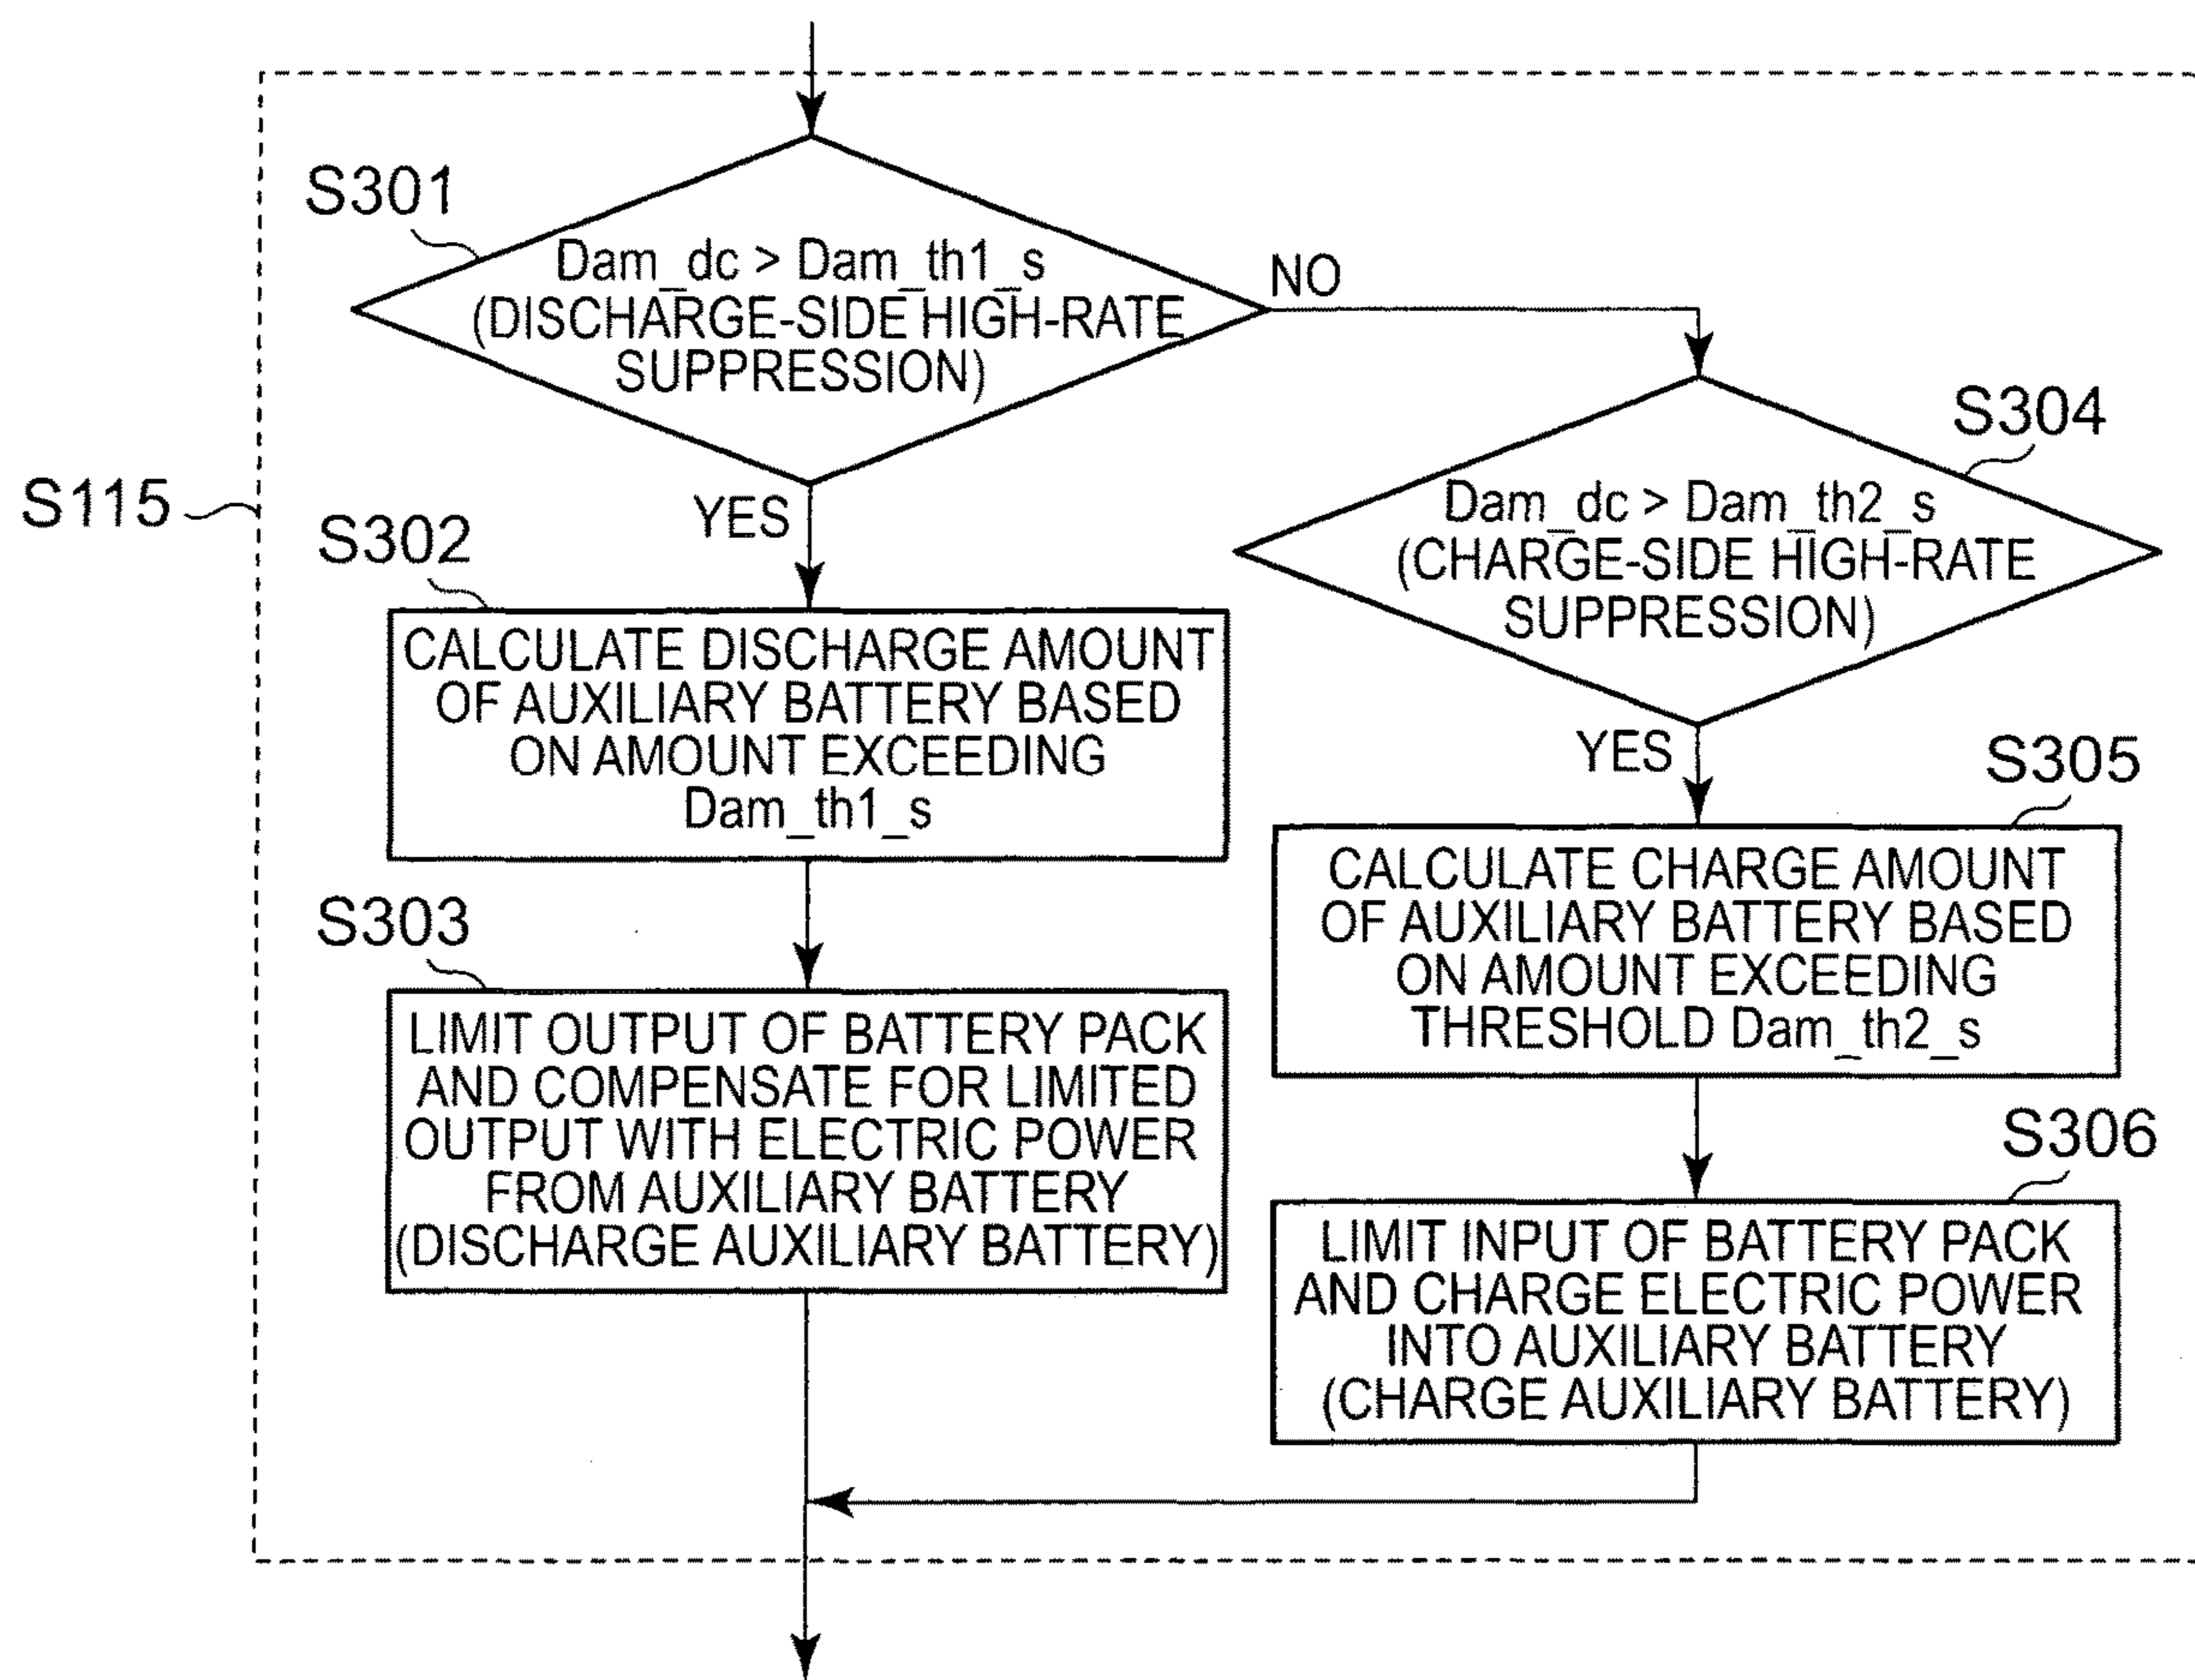 S115
S301
Dam_dc > Dam_th1_s
(DISCHARGE-SIDE HIGH-RATE
SUPPRESSION)
NO
YES
S302
CALCULATE DISCHARGE AMOUNT
OF AUXILIARY BATTERY BASED
ON AMOUNT EXCEEDING
Dam_th1_s
S303
LIMIT OUTPUT OF BATTERY PACK
AND COMPENSATE FOR LIMITED
OUTPUT WITH ELECTRIC POWER
FROM AUXILIARY BATTERY
(DISCHARGE AUXILIARY BATTERY)
S304
Dam_dc > Dam_th2_s
(CHARGE-SIDE HIGH-RATE
SUPPRESSION)
YES
S305
CALCULATE CHARGE AMOUNT
OF AUXILIARY BATTERY BASED
ON AMOUNT EXCEEDING
THRESHOLD Dam_th2_s
S306
LIMIT INPUT OF BATTERY PACK
AND CHARGE ELECTRIC POWER
INTO AUXILIARY BATTERY
(CHARGE AUXILIARY BATTERY)